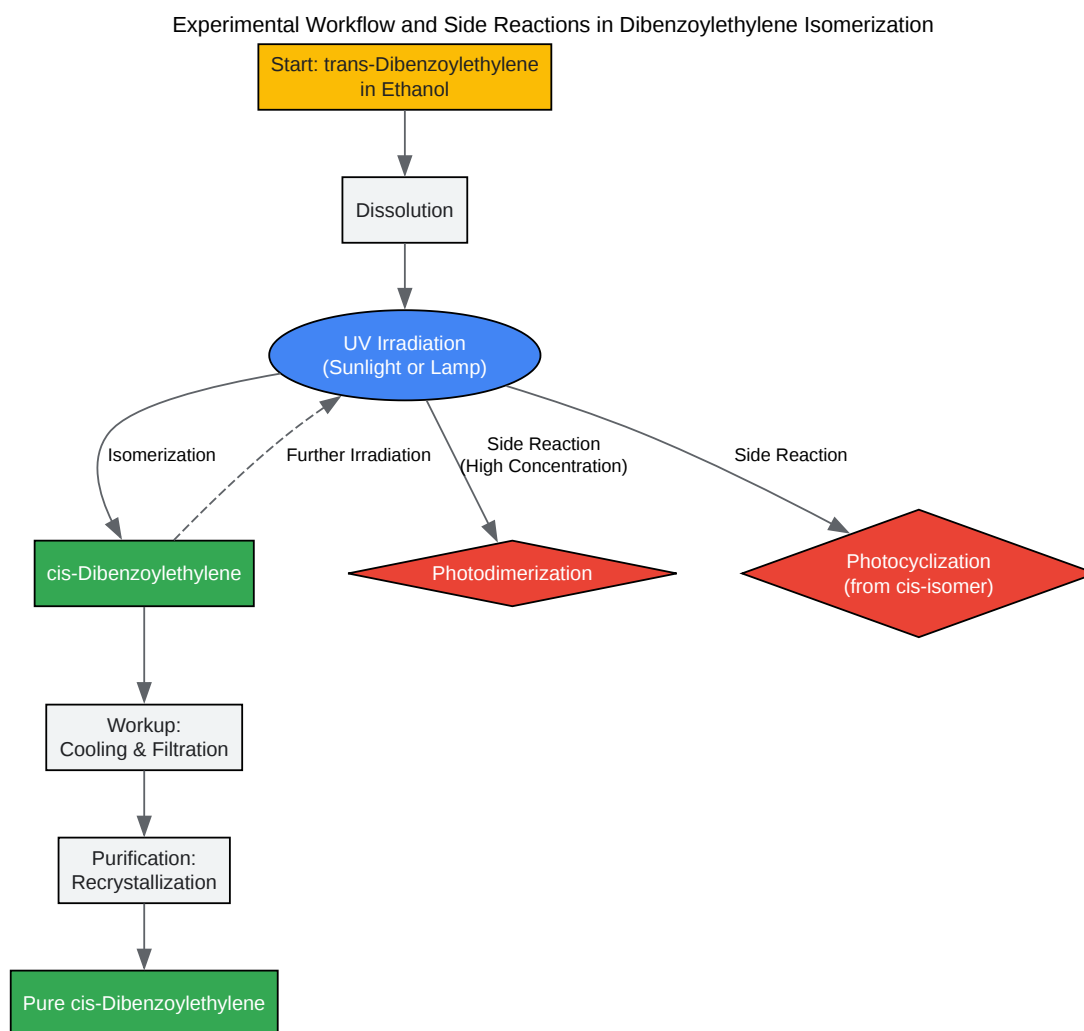 Experimental Workflow and Side Reactions in Dibenzoylethylene Isomerization
Start: trans-Dibenzoylethylene
in Ethanol
Dissolution
UV Irradiation
(Sunlight or Lamp)
Isomerization
Further Irradiation
Side Reaction
(High Concentration)
Side Reaction
cis-Dibenzoylethylene
Photodimerization
Photocyclization
(from cis-isomer)
Workup:
Cooling & Filtration
Purification:
Recrystallization
Pure cis-Dibenzoylethylene